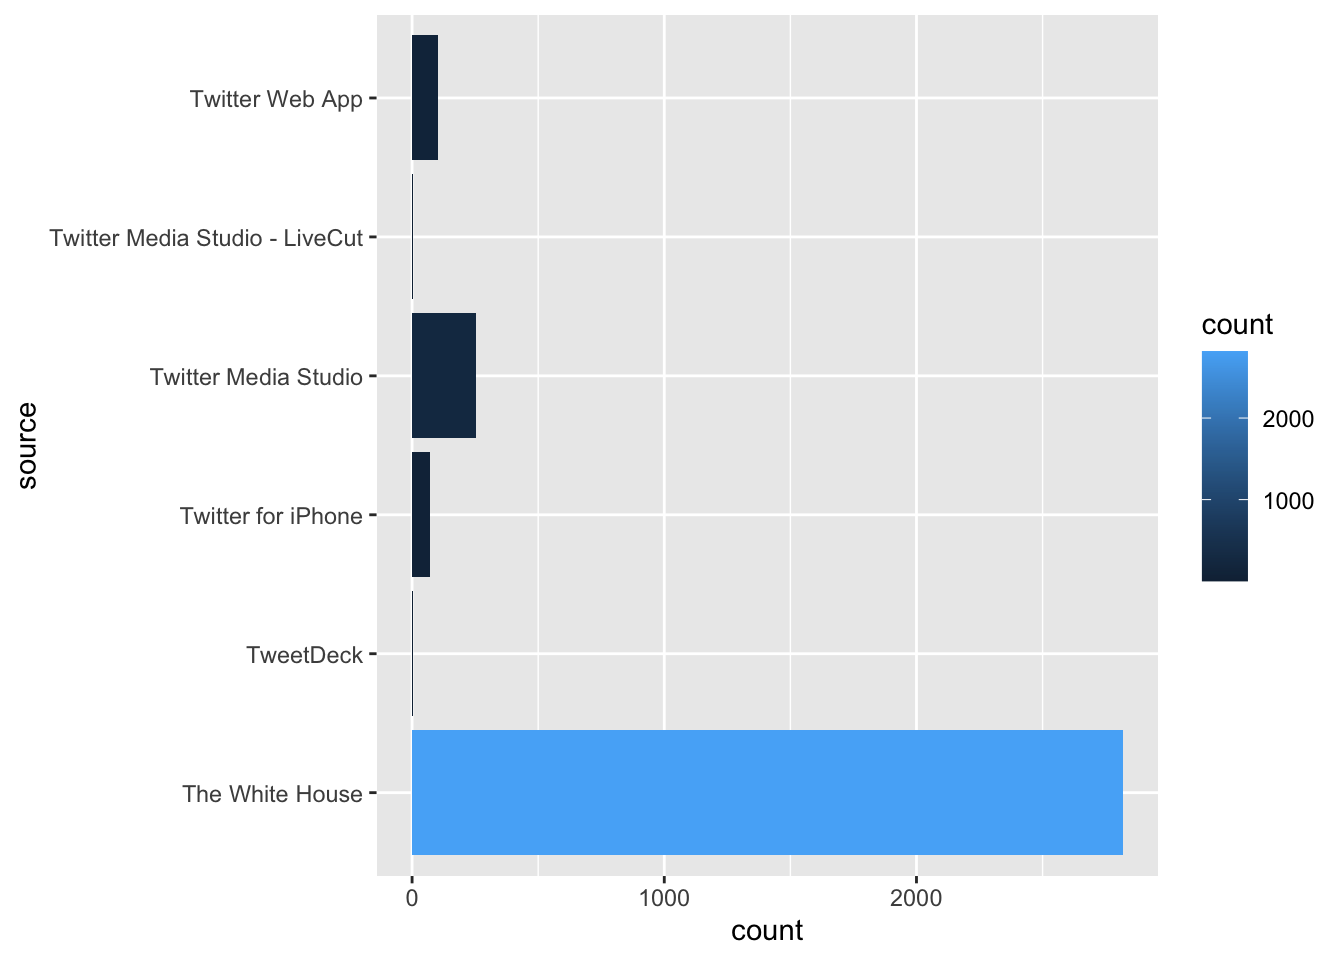 Twitter Web App
Twitter Media Studio - LiveCut
Twitter Media Studio
Twitter for iPhone
TweetDeck
The White House
source
0 1000 2000
count
count
2000
1000